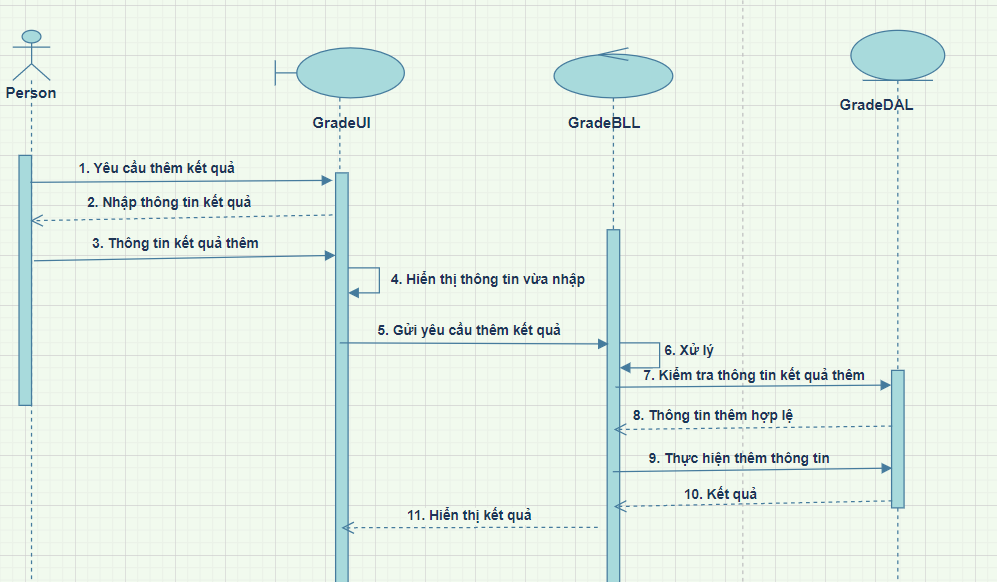 Person
GradeUI
GradeBLL
GradeDAL
1. Yêu cầu thêm kết quả
2. Nhập thông tin kết quả
3. Thông tin kết quả thêm
4. Hiển thị thông tin vừa nhập
5. Gửi yêu cầu thêm kết quả
6. Xử lý
7. Kiểm tra thông tin kết quả thêm
8. Thông tin thêm hợp lệ
9. Thực hiện thêm thông tin
10. Kết quả
11. Hiển thị kết quả